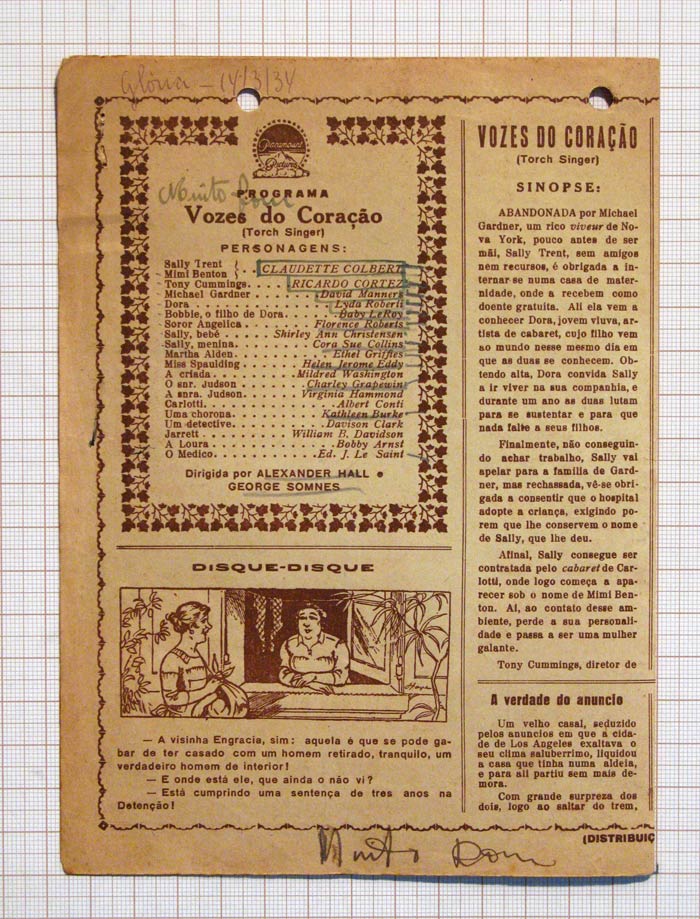 Glória - 14/3/34
Paramount
Pictures
Muito bom
PROGRAMA
Vozes do Coração
(Torch Singer)
PERSONAGENS:
Sally Trent }
Mimi Benton } . . CLAUDETTE COLBERT
Tony Cummings. . . . . . RICARDO CORTEZ
Michael Gardner . . . . . . . David Manners
Dora . . . . . . . . . . . . . . . Lyda Roberti
Bobbie, o filho de Dora. . . . . . . Baby LeRoy
Soror Angelica . . . . . . . Florence Roberts
Sally, bebê . . . . . Shirley Ann Christensen
Sally, menina. . . . . . . . Cora Sue Collins
Martha Alden. . . . . . . . . . Ethel Griffies
Miss Spaulding . . . . . . Helen Jerome Eddy
A criada. . . . . . . . . Mildred Washington
O snr. Judson . . . . . . . Charley Grapewin
A snra. Judson. . . . . . Virginia Hammond
Carlotti. . . . . . . . . . . . . . Albert Conti
Uma chorona. . . . . . . . . Kathleen Burke
Um detective. . . . . . . . . . Davison Clark
Jarrett . . . . . . . . . William B. Davidson
A Loura . . . . . . . . . . . . . Bobby Arnst
O Medico. . . . . . . . . . . Ed. J. Le Saint
Dirigida por ALEXANDER HALL e
GEORGE SOMNES
DISQUE-DISQUE
— A visinha Engracia, sim: aquela é que se pode ga-
bar de ter casado com um homem retirado, tranquilo, um
verdadeiro homem de interior!
— E onde está ele, que ainda o não vi?
— Está cumprindo uma sentença de tres anos na
Detenção!
VOZES DO CORAÇÃO
(Torch Singer)
SINOPSE:
ABANDONADA por Michael
Gardner, um rico viveur de No-
va York, pouco antes de ser
mãi, Sally Trent, sem amigos
nem recursos, é obrigada a in-
ternar-se numa casa de mater-
nidade, onde a recebem como
doente gratuita. Ali ela vem a
conhecer Dora, jovem viuva, ar-
tista de cabaret, cujo filho vem
ao mundo nesse mesmo dia em
que as duas se conhecem. Ob-
tendo alta, Dora convida Sally
a ir viver na sua companhia, e
durante um ano as duas lutam
para se sustentar e para que
nada falte a seus filhos.
Finalmente, não conseguin-
do achar trabalho, Sally vai
apelar para a familia de Gard-
ner, mas rechassada, vê-se obri-
gada a consentir que o hospital
adopte a criança, exigindo po-
rem que lhe conservem o nome
de Sally, que lhe deu.
Afinal, Sally consegue ser
contratada pelo cabaret de Car-
lotti, onde logo começa a apa-
recer sob o nome de Mimi Ben-
ton. Aí, ao contato desse am-
biente, perde a sua personali-
dade e passa a ser uma mulher
galante.
Tony Cummings, diretor de
A verdade do anuncio
Um velho casal, seduzido
pelos anuncios em que a cida-
de de Los Angeles exaltava o
seu clima saluberrimo, liquidou
a casa que tinha numa aldeia,
e para ali partiu sem mais de-
mora.
Com grande surpreza dos
dois, logo ao saltar do trem,
(DISTRIBUIÇ
Muito bom